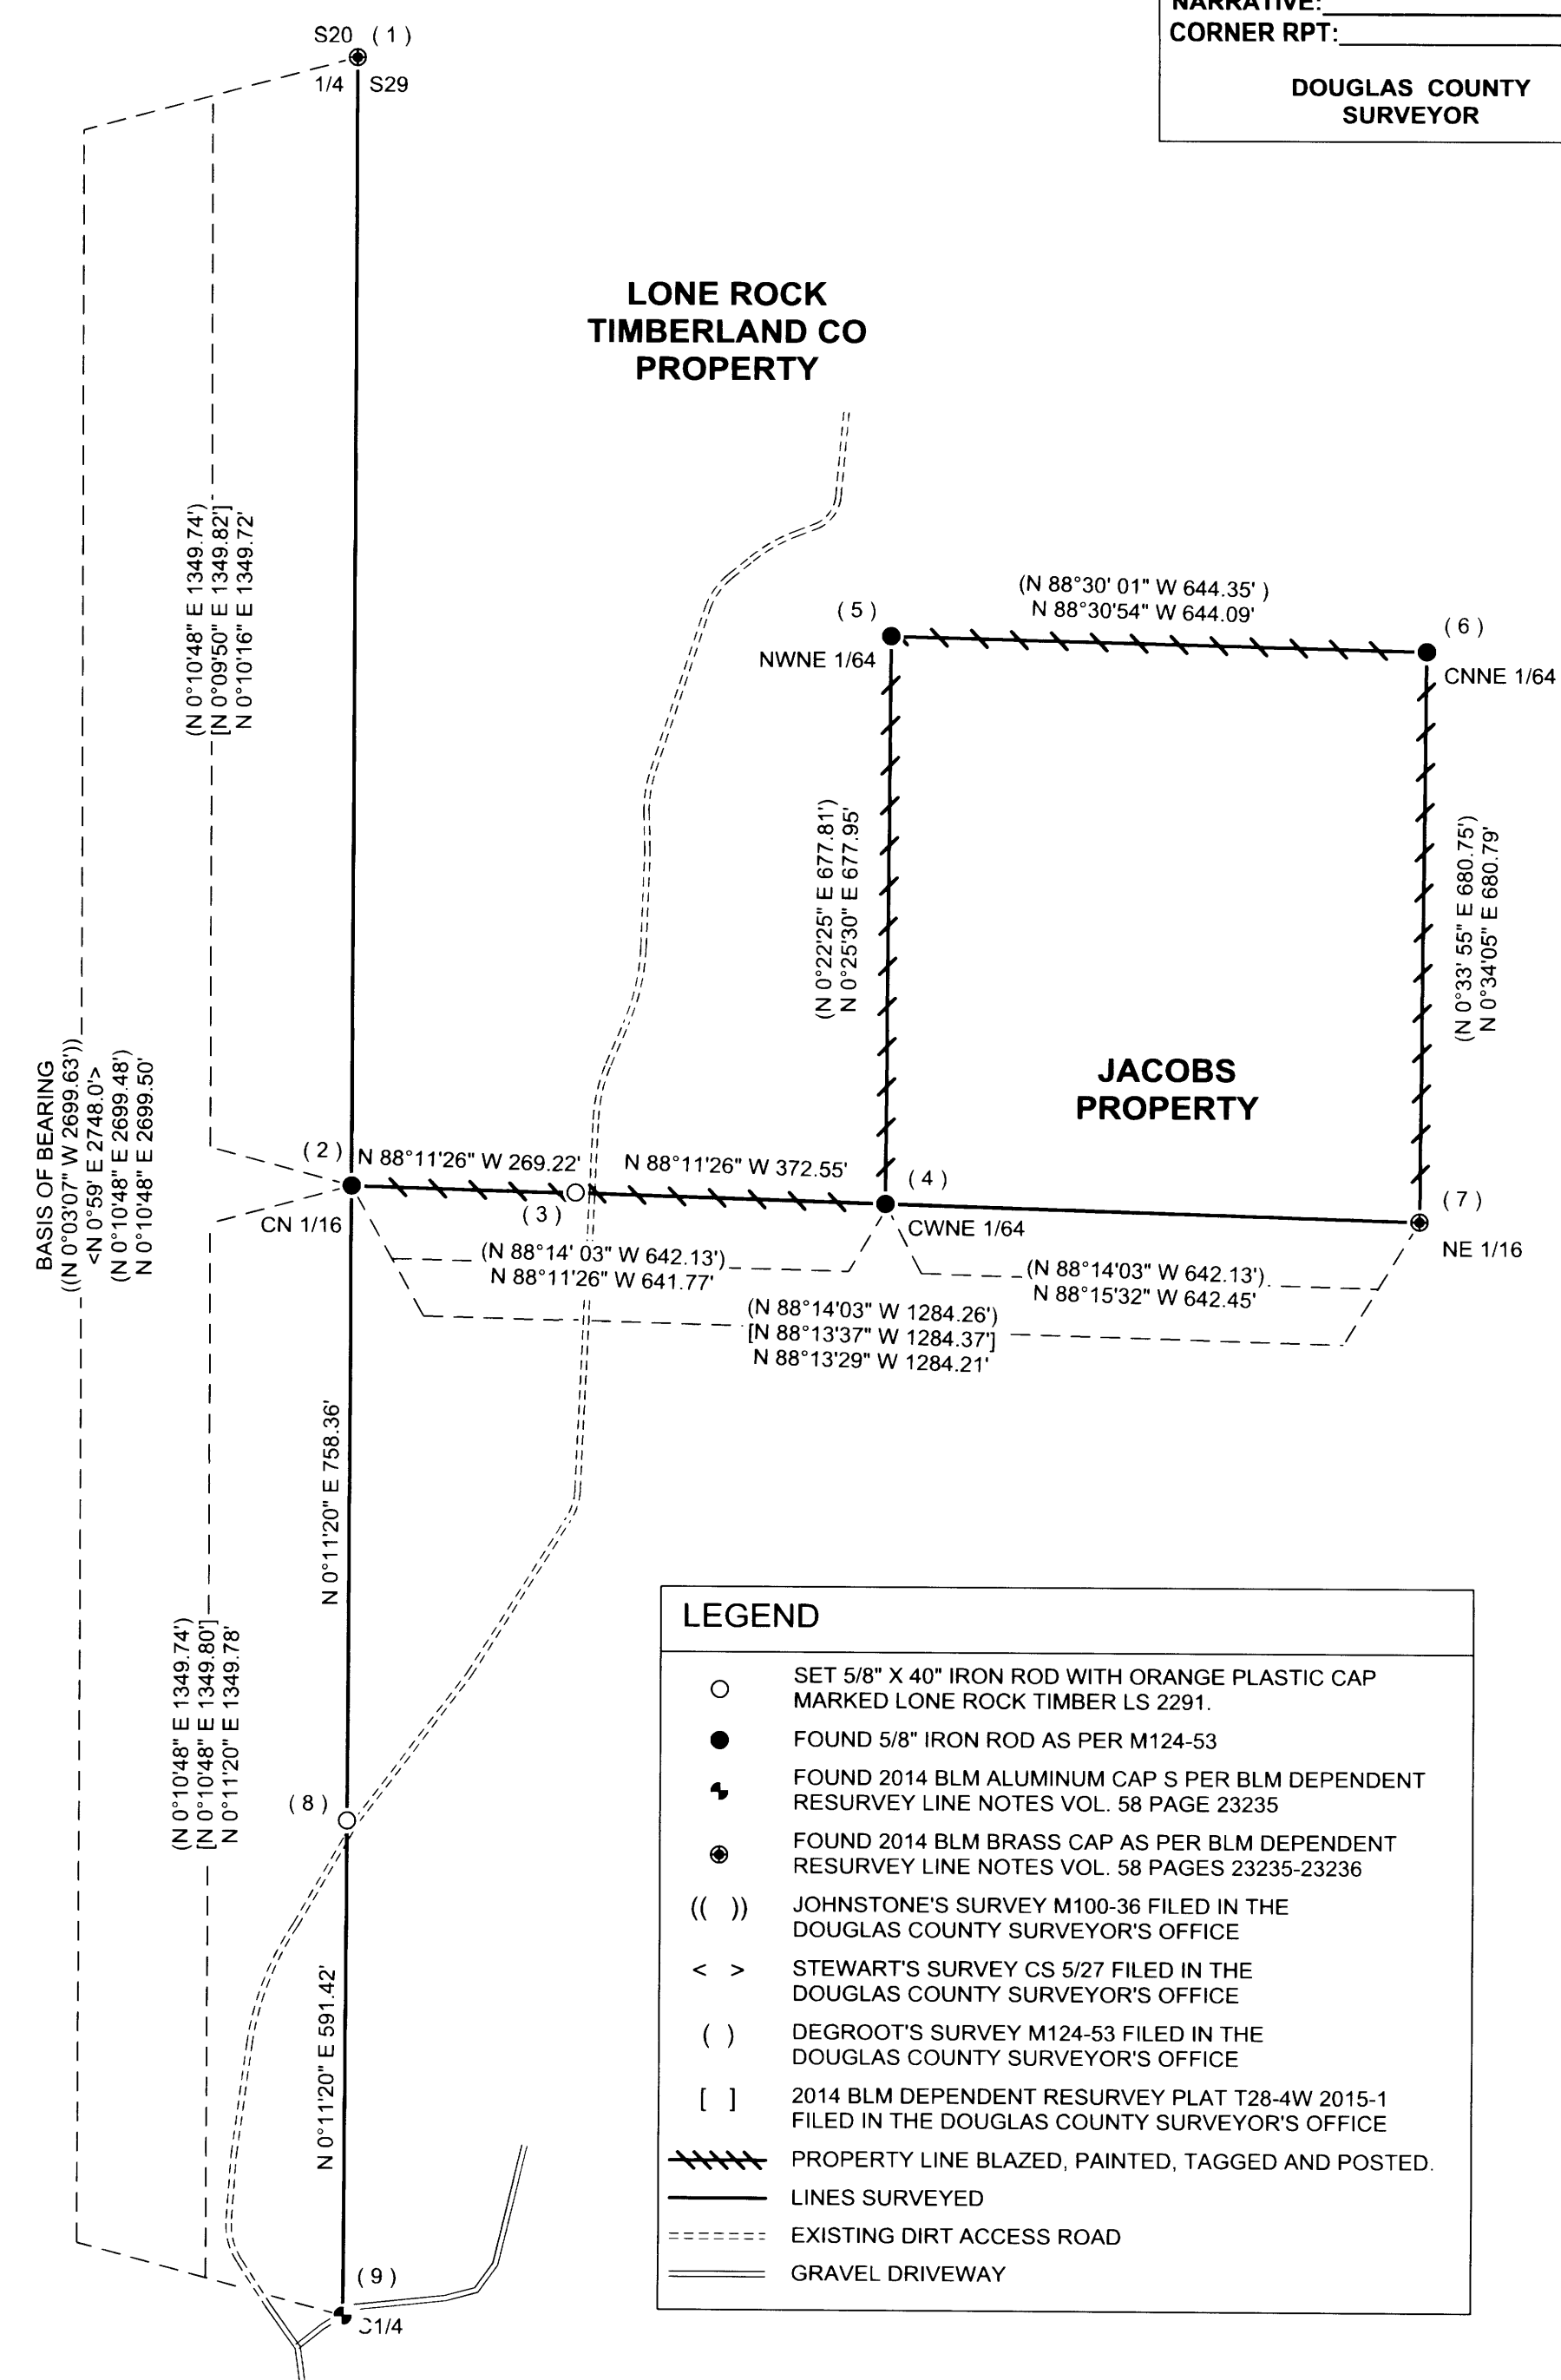 NARRATIVE:
CORNER RPT:
DOUGLAS COUNTY
SURVEYOR
S20 ( 1 )
1/4 S29
LONE ROCK
TIMBERLAND CO
PROPERTY
(N 0°10'48" E 1349.74')
[N 0°09'50" E 1349.82']
N 0°10'16" E 1349.72'
(N 88°30' 01" W 644.35' )
N 88°30'54" W 644.09'
( 5 )
NWNE 1/64
( 6 )
CNNE 1/64
(N 0°22'25" E 677.81')
N 0°25'30" E 677.95'
(N 0°33' 55" E 680.75')
N 0°34'05" E 680.79'
JACOBS
PROPERTY
BASIS OF BEARING
((N 0°03'07" W 2699.63'))
<N 0°59' E 2748.0'>
(N 0°10'48" E 2699.48')
N 0°10'48" E 2699.50'
( 2 )
CN 1/16
N 88°11'26" W 269.22'
( 3 )
N 88°11'26" W 372.55'
( 4 )
CWNE 1/64
( 7 )
NE 1/16
(N 88°14' 03" W 642.13')
N 88°11'26" W 641.77'
(N 88°14'03" W 642.13')
N 88°15'32" W 642.45'
(N 88°14'03" W 1284.26')
[N 88°13'37" W 1284.37']
N 88°13'29" W 1284.21'
N 0°11'20" E 758.36'
(N 0°10'48" E 1349.74')
[N 0°10'48" E 1349.80']
N 0°11'20" E 1349.78'
( 8 )
N 0°11'20" E 591.42'
( 9 )
C1/4
LEGEND
SET 5/8" X 40" IRON ROD WITH ORANGE PLASTIC CAP
MARKED LONE ROCK TIMBER LS 2291.
FOUND 5/8" IRON ROD AS PER M124-53
FOUND 2014 BLM ALUMINUM CAP S PER BLM DEPENDENT
RESURVEY LINE NOTES VOL. 58 PAGE 23235
FOUND 2014 BLM BRASS CAP AS PER BLM DEPENDENT
RESURVEY LINE NOTES VOL. 58 PAGES 23235-23236
(( )) JOHNSTONE'S SURVEY M100-36 FILED IN THE
DOUGLAS COUNTY SURVEYOR'S OFFICE
< > STEWART'S SURVEY CS 5/27 FILED IN THE
DOUGLAS COUNTY SURVEYOR'S OFFICE
( ) DEGROOT'S SURVEY M124-53 FILED IN THE
DOUGLAS COUNTY SURVEYOR'S OFFICE
[ ] 2014 BLM DEPENDENT RESURVEY PLAT T28-4W 2015-1
FILED IN THE DOUGLAS COUNTY SURVEYOR'S OFFICE
PROPERTY LINE BLAZED, PAINTED, TAGGED AND POSTED.
LINES SURVEYED
EXISTING DIRT ACCESS ROAD
GRAVEL DRIVEWAY